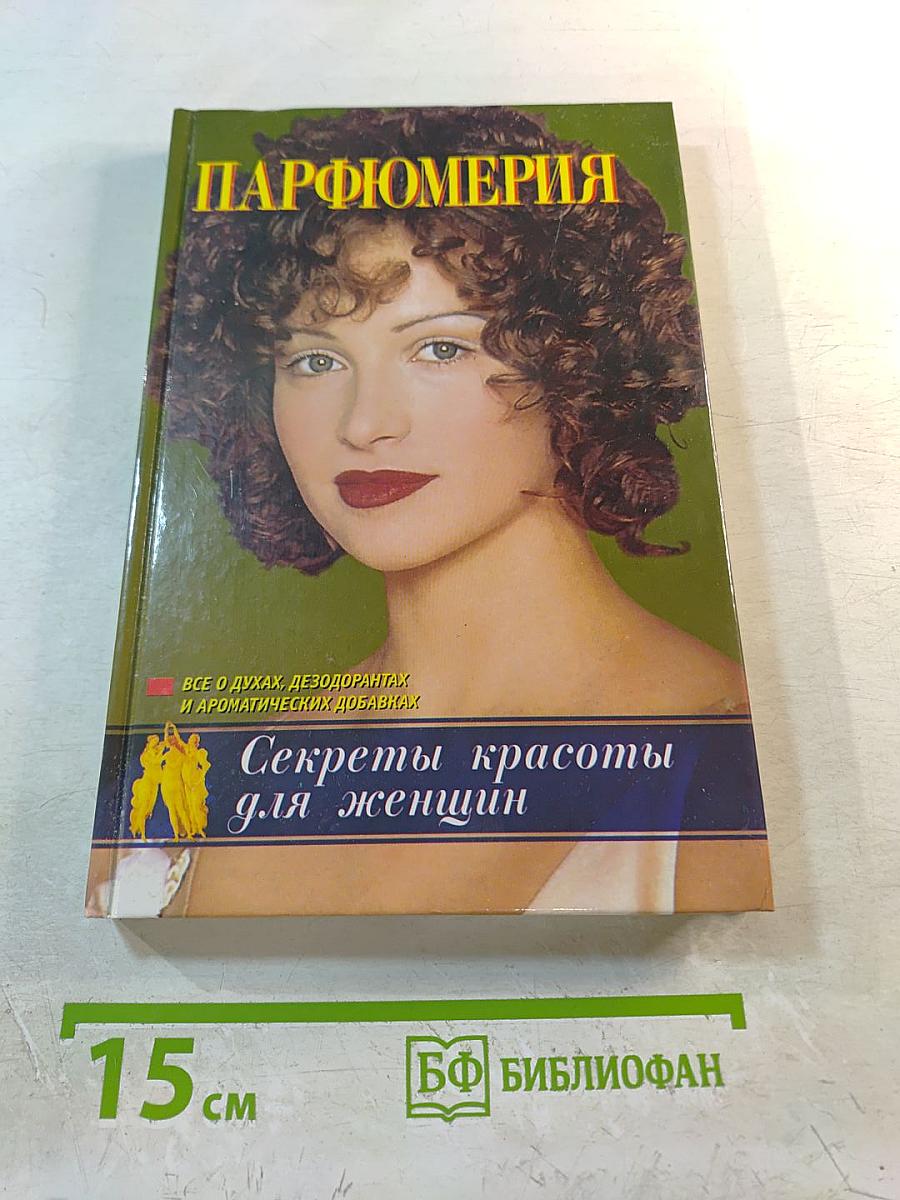 ПАРФЮМЕРИЯ
ВСЕ О ДУХАХ, ДЕЗОДОРАНТАХ
И АРОМАТИЧЕСКИХ ДОБАВКАХ
Секреты красоты
для женщин
15 см
БФ БИБЛИОФАН